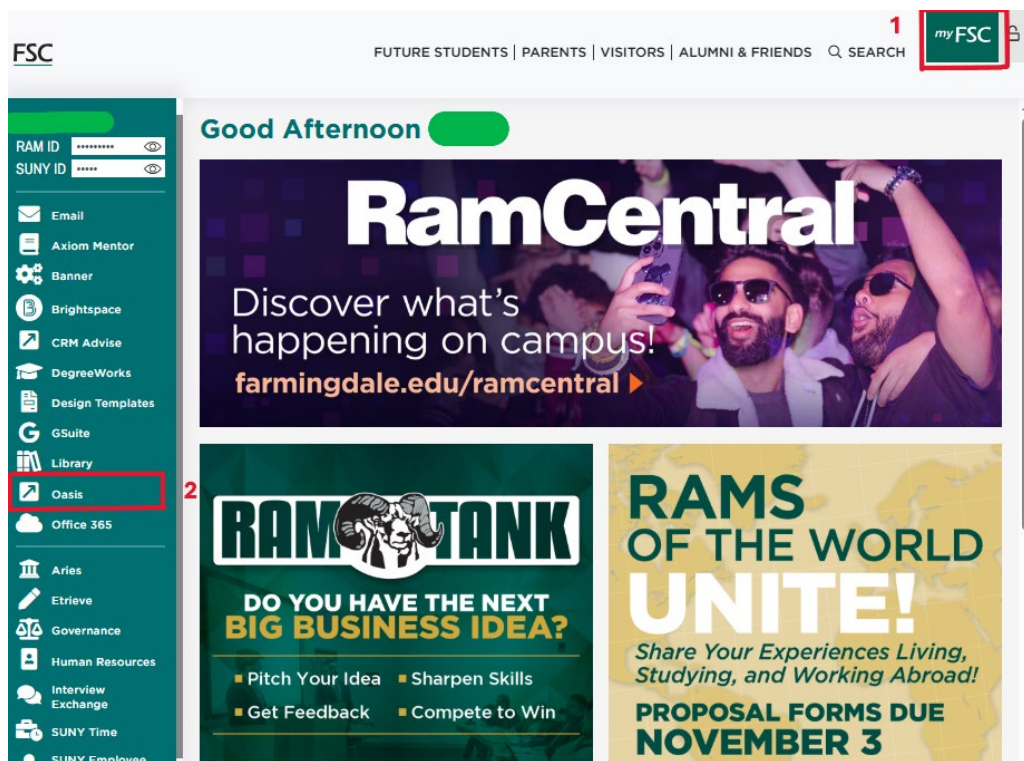 FSC
FUTURE STUDENTS | PARENTS | VISITORS | ALUMNI & FRIENDS SEARCH
1
myFSC
RAM ID
SUNY ID
Email
Axiom Mentor
Banner
Brightspace
CRM Advise
DegreeWorks
Design Templates
GSuite
Library
Oasis
2
Office 365
Aries
Etrieve
Governance
Human Resources
Interview
Exchange
SUNY Time
SUNY Employee
Good Afternoon
RamCentral
Discover what's
happening on campus!
farmingdale.edu/ramcentral
RAM TANK
DO YOU HAVE THE NEXT
BIG BUSINESS IDEA?
Pitch Your Idea
Sharpen Skills
Get Feedback
Compete to Win
RAMS
OF THE WORLD
UNITE!
Share Your Experiences Living,
Studying, and Working Abroad!
PROPOSAL FORMS DUE
NOVEMBER 3